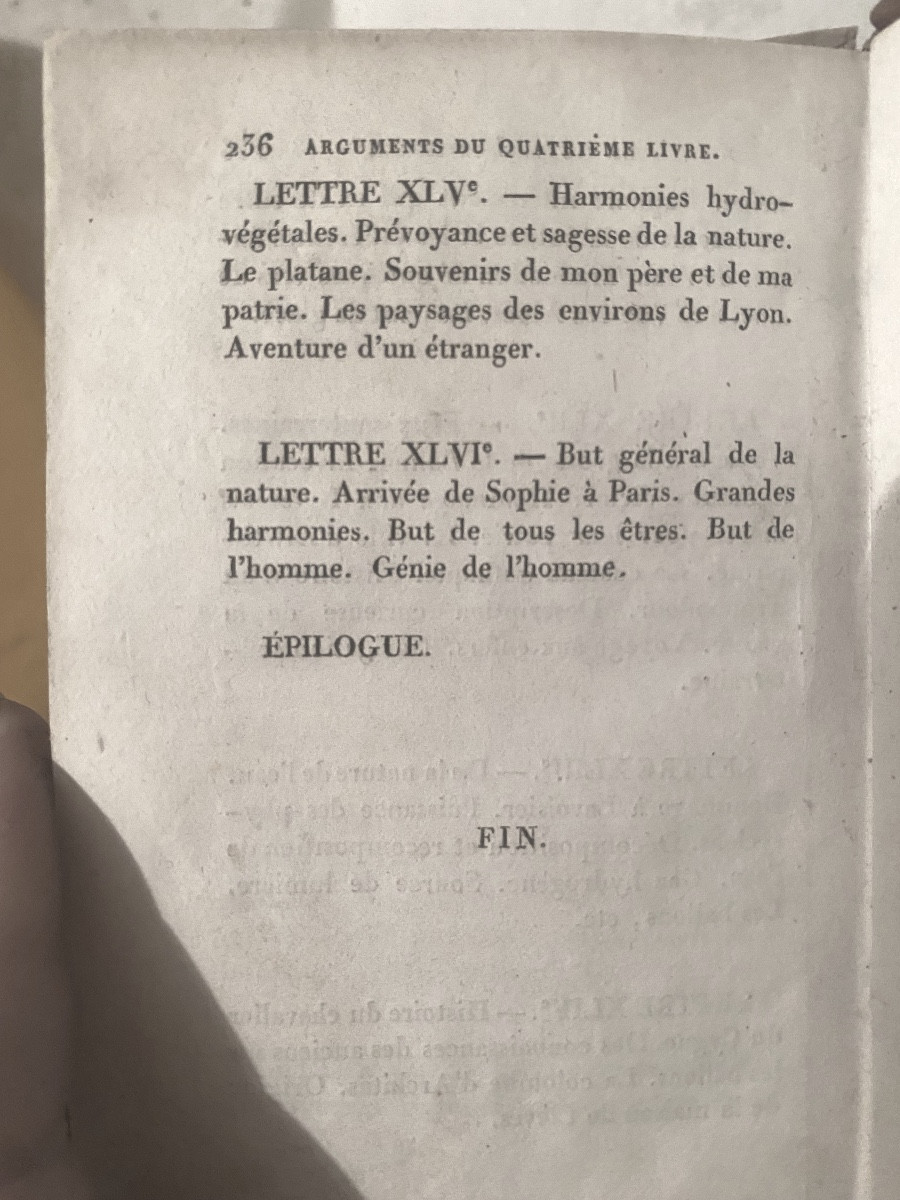 236 ARGUMENTS DU QUATRIÈME LIVRE.
LETTRE XLVᵉ. — Harmonies hydro-
végétales. Prévoyance et sagesse de la nature.
Le platane. Souvenirs de mon père et de ma
patrie. Les paysages des environs de Lyon.
Aventure d'un étranger.
LETTRE XLVIᵉ. — But général de la
nature. Arrivée de Sophie à Paris. Grandes
harmonies. But de tous les êtres. But de
l'homme. Génie de l'homme.
ÉPILOGUE.
FIN.